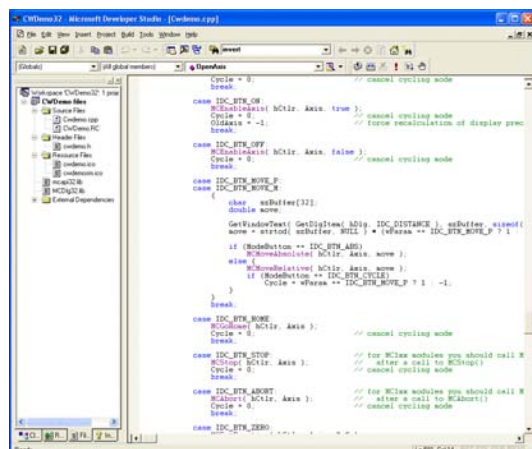 CWDemo32 - Microsoft Developer Studio - [Cwdemo.cpp]
File Edit View Insert Project Build Tools Window Help
invert
(Globals)
(All global members)
OpenAxis
Workspace 'CWDemo32': 1 proj
CWDemo files
Source Files
Cwdemo.cpp
CWDemo.RC
Header Files
cwdemo.h
Resource Files
cwdemo.ico
cwdemosm.ico
mcapi32.lib
MCDlg32.lib
External Dependencies
Cycle = 0; // cancel cycling mode
break;
case IDC_BTN_ON:
MCEnableAxis( hCtlr, Axis, true );
Cycle = 0; // cancel cycling mode
OldAxis = -1; // force recalculation of display prec
break;
case IDC_BTN_OFF:
MCEnableAxis( hCtlr, Axis, false );
Cycle = 0; // cancel cycling mode
break;
case IDC_BTN_MOVE_P:
case IDC_BTN_MOVE_M:
{
char szBuffer[32];
double move;
GetWindowText( GetDlgItem( hDlg, IDC_DISTANCE ), szBuffer, sizeof(
move = strtod( szBuffer, NULL ) * (wParam == IDC_BTN_MOVE_P ? 1 :
if (ModeButton == IDC_BTN_ABS)
MCMoveAbsolute( hCtlr, Axis, move );
else {
MCMoveRelative( hCtlr, Axis, move );
if (ModeButton == IDC_BTN_CYCLE)
Cycle = wParam == IDC_BTN_MOVE_P ? 1 : -1;
}
}
break;
case IDC_BTN_HOME:
MCGoHome( hCtlr, Axis );
Cycle = 0; // cancel cycling mode
break;
case IDC_BTN_STOP: // for MC1xx modules you should call M
MCStop( hCtlr, Axis ); // after a call to MCStop()
Cycle = 0; // cancel cycling mode
break;
case IDC_BTN_ABORT: // for MC1xx modules you should call M
MCAbort( hCtlr, Axis ); // after a call to MCAbort()
Cycle = 0; // cancel cycling mode
break;
case IDC_BTN_ZERO:
Cl...
R...
Fil...
In...